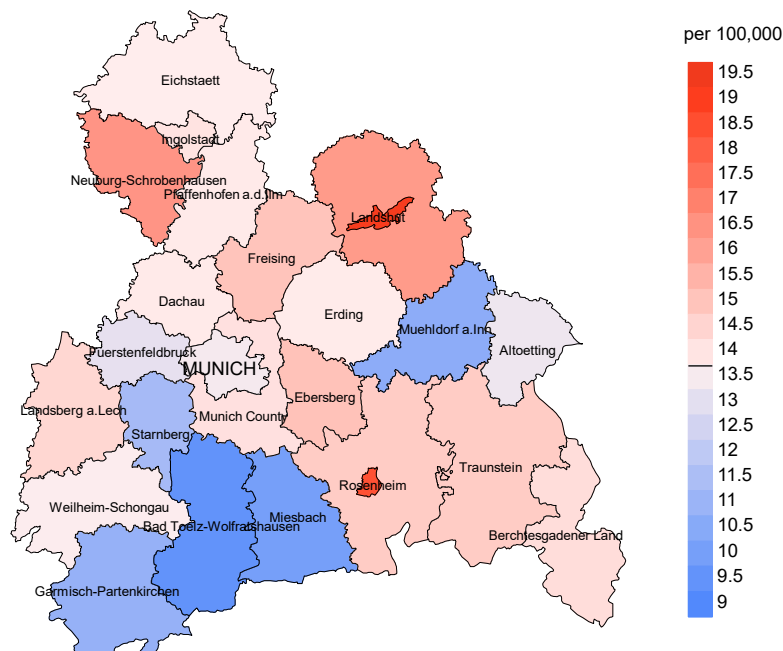 per 100,000
19.5
19
18.5
18
17
16.5
16
15.5
15
14.5
14
13.5
13
12.5
12
11.5
11
10.5
10
9.5
9
Eichstaett
Ingolstadt
Neuburg-Schrobenhausen
Pfaffenhofen a.d.Ilm
Landshut
Freising
Dachau
Erding
Muehldorf a.Inn
Altoetting
Fuerstenfeldbruck
MUNICH
Ebersberg
Landsberg a.Lech
Munich County
Starnberg
Traunstein
Rosenheim
Weilheim-Schongau
Miesbach
Bad Toelz-Wolfratshausen
Berchtesgadener Land
Garmisch-Partenkirchen